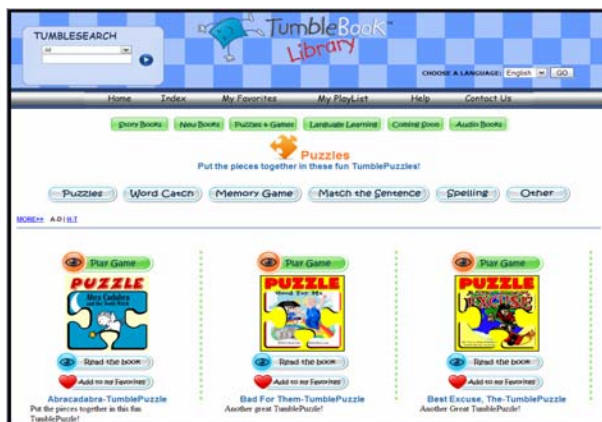 TUMBLESEARCH
All
TumbleBook™
Library
CHOOSE A LANGUAGE: English GO
Home Index My Favorites My PlayList Help Contact Us
Story Books New Books Puzzles & Games Language Learning Coming Soon Audio Books
Puzzles
Put the pieces together in these fun TumblePuzzles!
Puzzles Word Catch Memory Game Match the Sentence Spelling Other
MORE>> A-D | H-T
Play Game Play Game Play Game
PUZZLE PUZZLE PUZZLE
Abra Cadabra
EXCUSE
Read the book Read the book Read the book
Add to my Favorites Add to my Favorites Add to my Favorites
Abracadabra-TumblePuzzle Bad For Them-TumblePuzzle Best Excuse, The-TumblePuzzle
Put the pieces together in this fun Another great TumblePuzzle! Another Great TumblePuzzle!
TumblePuzzle!